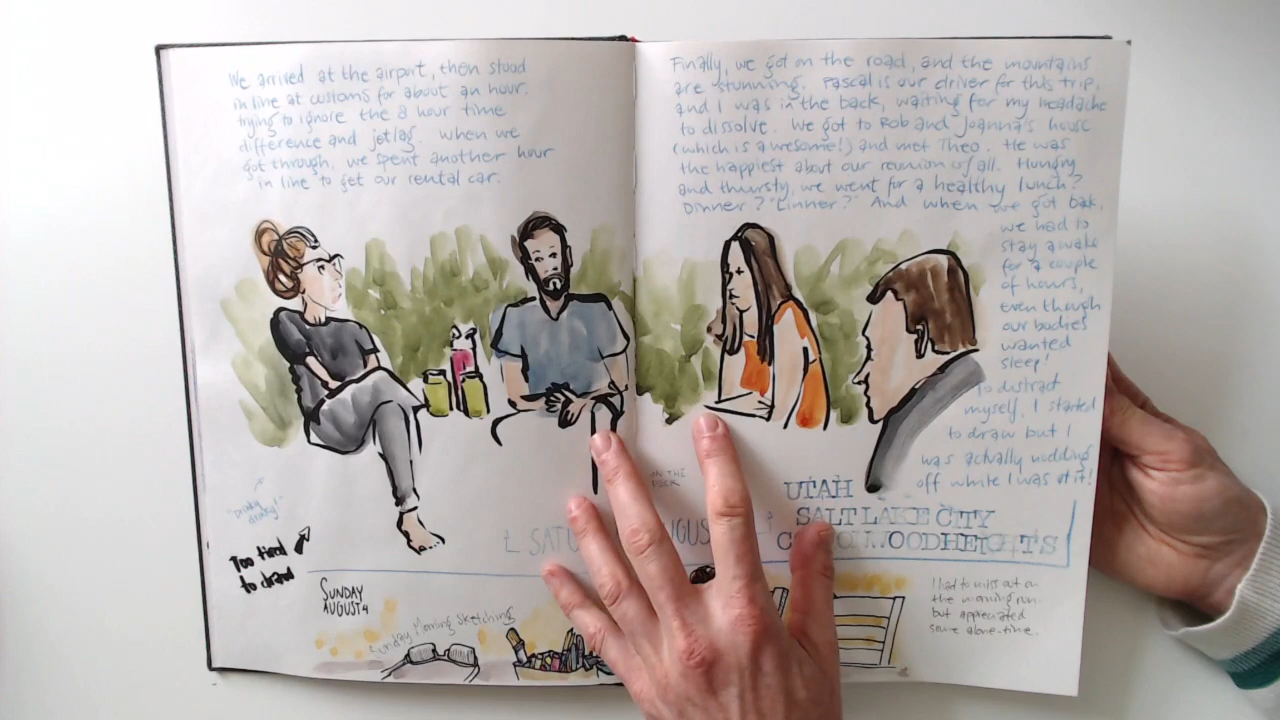 We arrived at the airport, then stood
in line at customs for about an hour,
trying to ignore the 8 hour time
difference and jetlag. When we
got through, we spent another hour
in line to get our rental car.
Finally, we got on the road, and the mountains
are stunning. Pascal is our driver for this trip,
and I was in the back, waiting for my headache
to dissolve. We got to Rob and Joanna's house
(which is awesome!) and met Theo. He was
the happiest about our reunion of all. Hungry
and thirsty, we went for a healthy lunch?
Dinner? "Linner?" And when we got back,
we had to
stay awake
for a couple
of hours,
even though
our bodies
wanted
sleep!
To distract
myself, I started
to draw but I
was actually nodding
off while I was at it!
"Drinky
drinky!"
Too tired
to draw
ON THE
DECK
UTAH
SALT LAKE CITY
HEIGHTS
SUNDAY
AUGUST 4
Sunday Morning Sketching
I had to miss out on
the morning run
but appreciated
some alone-time.